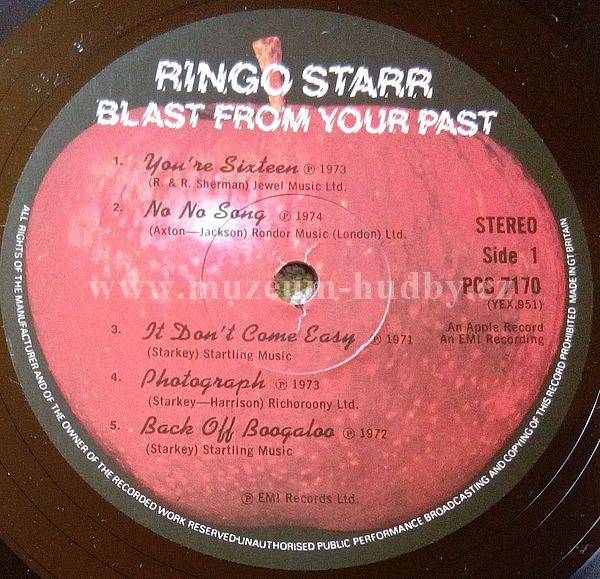 RINGO STARR
BLAST FROM YOUR PAST
1. You're Sixteen ℗ 1973
(R. & R. Sherman) Jewel Music Ltd.
2. No No Song ℗ 1974
(Axton—Jackson) Rondor Music (London) Ltd.
STEREO
Side 1
PCS 7170
(YEX.951)
www.muzeum-hudby.cz
3. It Don't Come Easy ℗ 1971
(Starkey) Startling Music
An Apple Record
An EMI Recording
4. Photograph ℗ 1973
(Starkey—Harrison) Richoroony Ltd.
5. Back Off Boogaloo ℗ 1972
(Starkey) Startling Music
℗ EMI Records Ltd.
ALL RIGHTS OF THE MANUFACTURER AND OF THE OWNER OF THE RECORDED WORK RESERVED·UNAUTHORISED PUBLIC PERFORMANCE BROADCASTING AND COPYING OF THIS RECORD PROHIBITED MADE IN GT BRITAIN